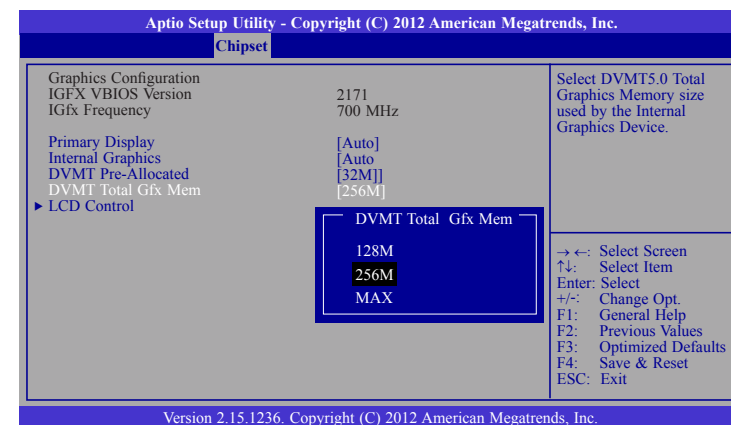 Aptio Setup Utility - Copyright (C) 2012 American Megatrends, Inc.
Chipset
Graphics Configuration
IGFX VBIOS Version 2171
IGfx Frequency 700 MHz
Primary Display [Auto]
Internal Graphics [Auto
DVMT Pre-Allocated [32M]]
DVMT Total Gfx Mem [256M]
▶ LCD Control
DVMT Total Gfx Mem
128M
256M
MAX
Select DVMT5.0 Total
Graphics Memory size
used by the Internal
Graphics Device.
→ ←: Select Screen
↑↓: Select Item
Enter: Select
+/-: Change Opt.
F1: General Help
F2: Previous Values
F3: Optimized Defaults
F4: Save & Reset
ESC: Exit
Version 2.15.1236. Copyright (C) 2012 American Megatrends, Inc.